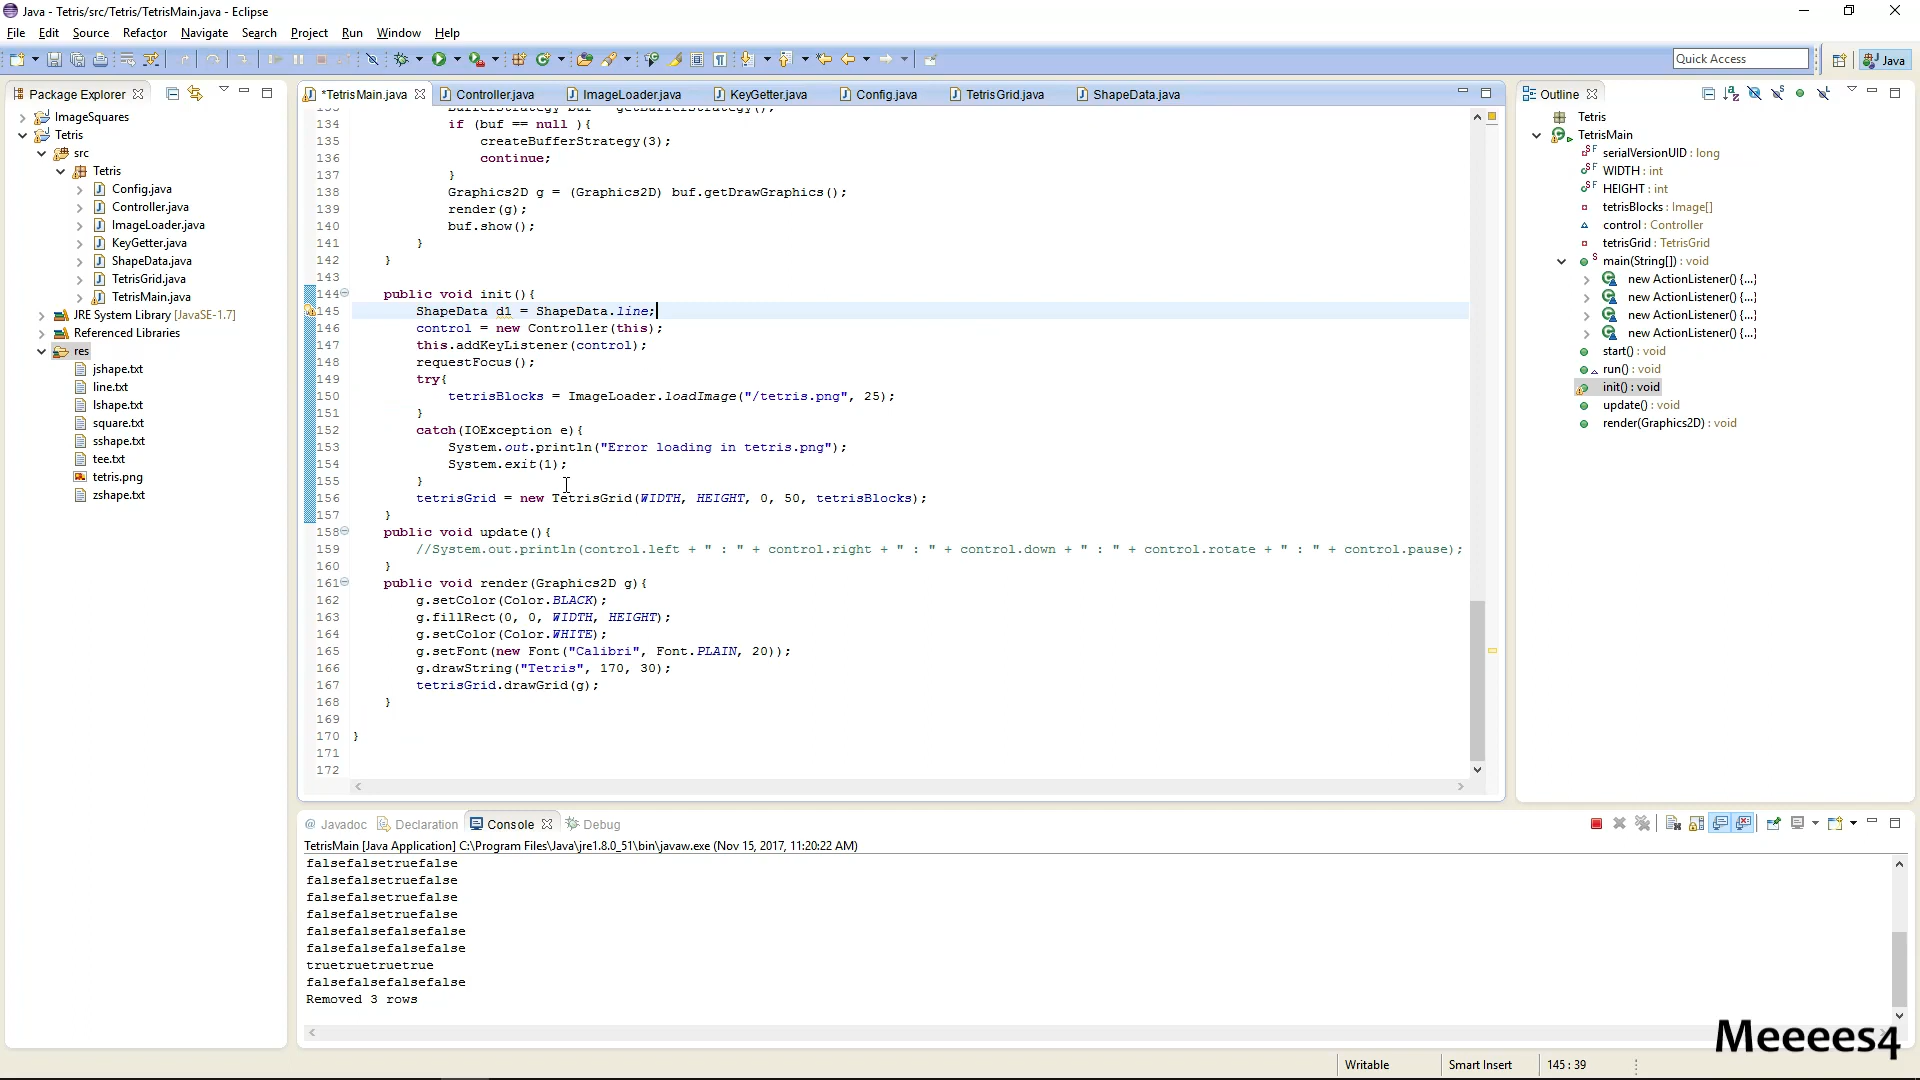 Java - Tetris/src/Tetris/TetrisMain.java - Eclipse
File Edit Source Refactor Navigate Search Project Run Window Help
Quick Access
Java
Package Explorer
ImageSquares
Tetris
src
Tetris
Config.java
Controller.java
ImageLoader.java
KeyGetter.java
ShapeData.java
TetrisGrid.java
TetrisMain.java
JRE System Library [JavaSE-1.7]
Referenced Libraries
res
jshape.txt
line.txt
lshape.txt
square.txt
sshape.txt
tee.txt
tetris.png
zshape.txt
*TetrisMain.java Controller.java ImageLoader.java KeyGetter.java Config.java TetrisGrid.java ShapeData.java
134 if (buf == null ){
135 createBufferStrategy(3);
136 continue;
137 }
138 Graphics2D g = (Graphics2D) buf.getDrawGraphics();
139 render(g);
140 buf.show();
141 }
142 }
143
144 public void init(){
145 ShapeData d1 = ShapeData.line;
146 control = new Controller(this);
147 this.addKeyListener(control);
148 requestFocus();
149 try{
150 tetrisBlocks = ImageLoader.loadImage("/tetris.png", 25);
151 }
152 catch(IOException e){
153 System.out.println("Error loading in tetris.png");
154 System.exit(1);
155 }
156 tetrisGrid = new TetrisGrid(WIDTH, HEIGHT, 0, 50, tetrisBlocks);
157 }
158 public void update(){
159 //System.out.println(control.left + " : " + control.right + " : " + control.down + " : " + control.rotate + " : " + control.pause);
160 }
161 public void render(Graphics2D g){
162 g.setColor(Color.BLACK);
163 g.fillRect(0, 0, WIDTH, HEIGHT);
164 g.setColor(Color.WHITE);
165 g.setFont(new Font("Calibri", Font.PLAIN, 20));
166 g.drawString("Tetris", 170, 30);
167 tetrisGrid.drawGrid(g);
168 }
169
170 }
171
172
Outline
Tetris
TetrisMain
serialVersionUID : long
WIDTH : int
HEIGHT : int
tetrisBlocks : Image[]
control : Controller
tetrisGrid : TetrisGrid
main(String[]) : void
new ActionListener() {...}
new ActionListener() {...}
new ActionListener() {...}
new ActionListener() {...}
start() : void
run() : void
init() : void
update() : void
render(Graphics2D) : void
Javadoc Declaration Console Debug
TetrisMain [Java Application] C:\Program Files\Java\jre1.8.0_51\bin\javaw.exe (Nov 15, 2017, 11:20:22 AM)
falsefalsetruefalse
falsefalsetruefalse
falsefalsetruefalse
falsefalsetruefalse
falsefalsefalsefalse
falsefalsefalsefalse
truetruetruetrue
falsefalsefalsefalse
Removed 3 rows
Meeees4
Writable Smart Insert 145 : 39